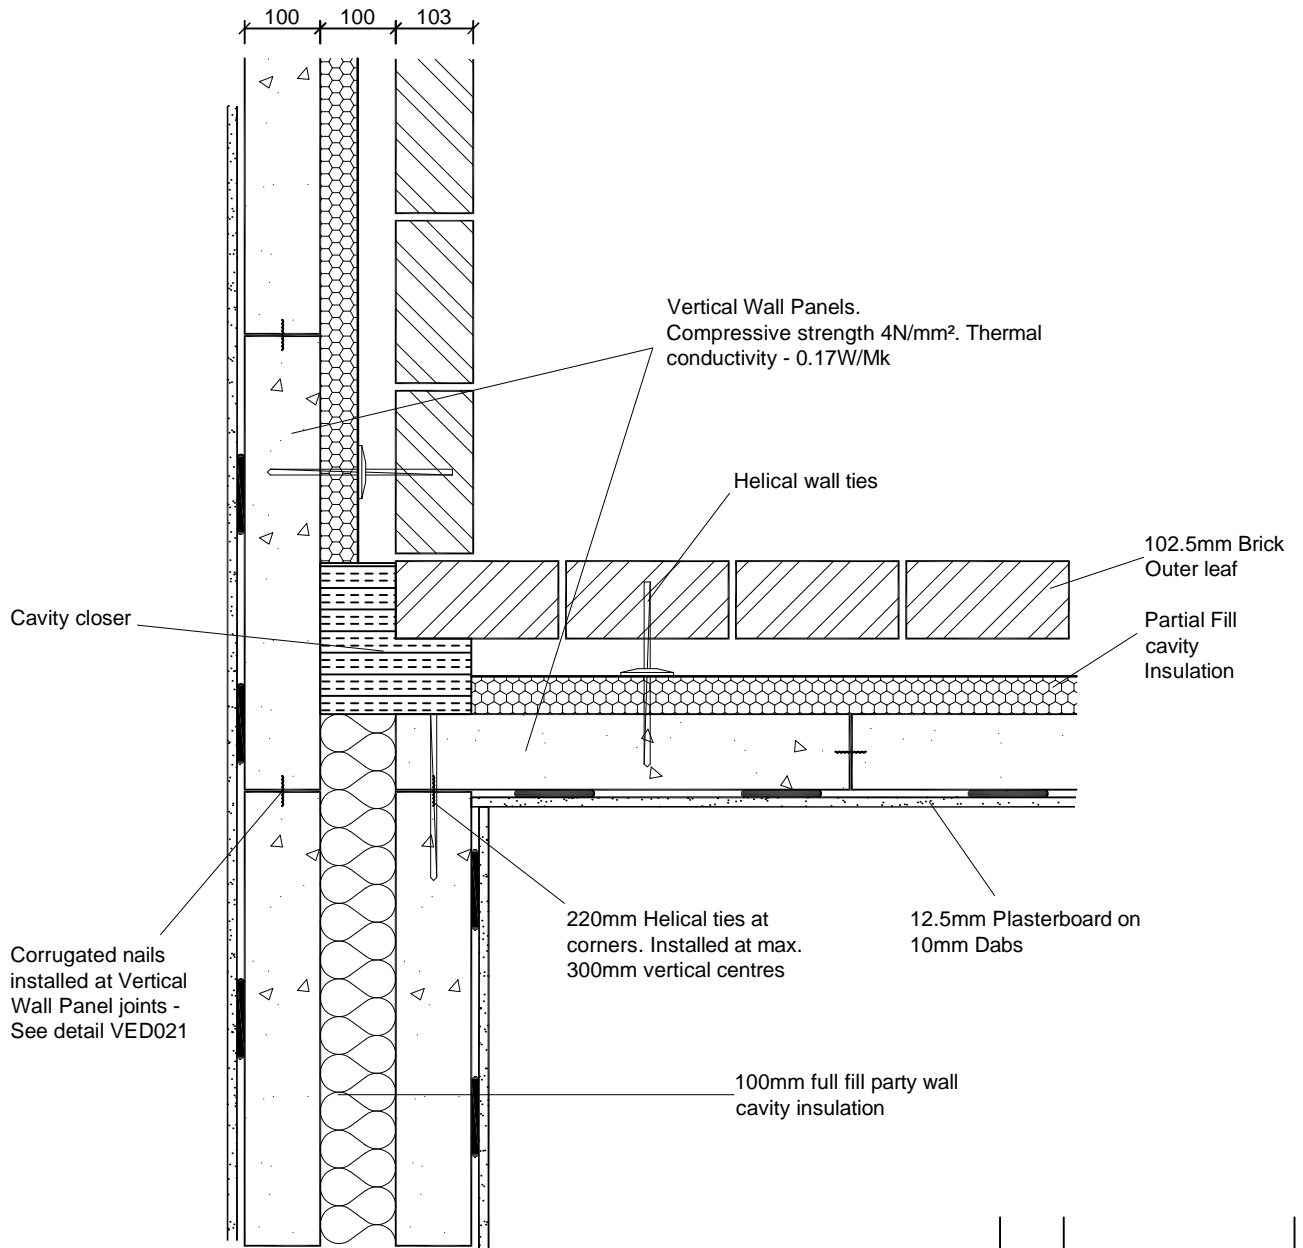 100 100 103
Vertical Wall Panels.
Compressive strength 4N/mm². Thermal
conductivity - 0.17W/Mk
Helical wall ties
102.5mm Brick
Outer leaf
Cavity closer
Partial Fill
cavity
Insulation
220mm Helical ties at
corners. Installed at max.
300mm vertical centres
12.5mm Plasterboard on
10mm Dabs
Corrugated nails
installed at Vertical
Wall Panel joints -
See detail VED021
100mm full fill party wall
cavity insulation